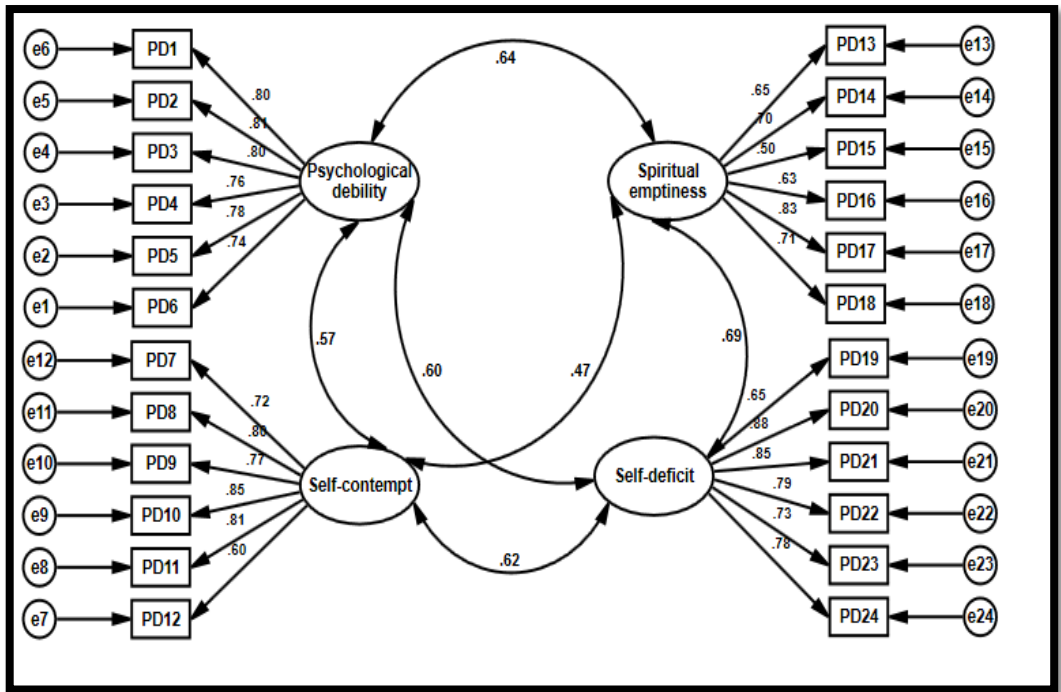 e6 PD1
e5 PD2
e4 PD3
e3 PD4
e2 PD5
e1 PD6
.80
.81
.80
.76
.78
.74
Psychological
debility
.64
Spiritual
emptiness
.65
.70
.50
.63
.83
.71
PD13 e13
PD14 e14
PD15 e15
PD16 e16
PD17 e17
PD18 e18
.57
.60
.47
.69
e12 PD7
e11 PD8
e10 PD9
e9 PD10
e8 PD11
e7 PD12
.72
.80
.77
.85
.81
.60
Self-contempt
.62
Self-deficit
.65
.88
.85
.79
.73
.78
PD19 e19
PD20 e20
PD21 e21
PD22 e22
PD23 e23
PD24 e24